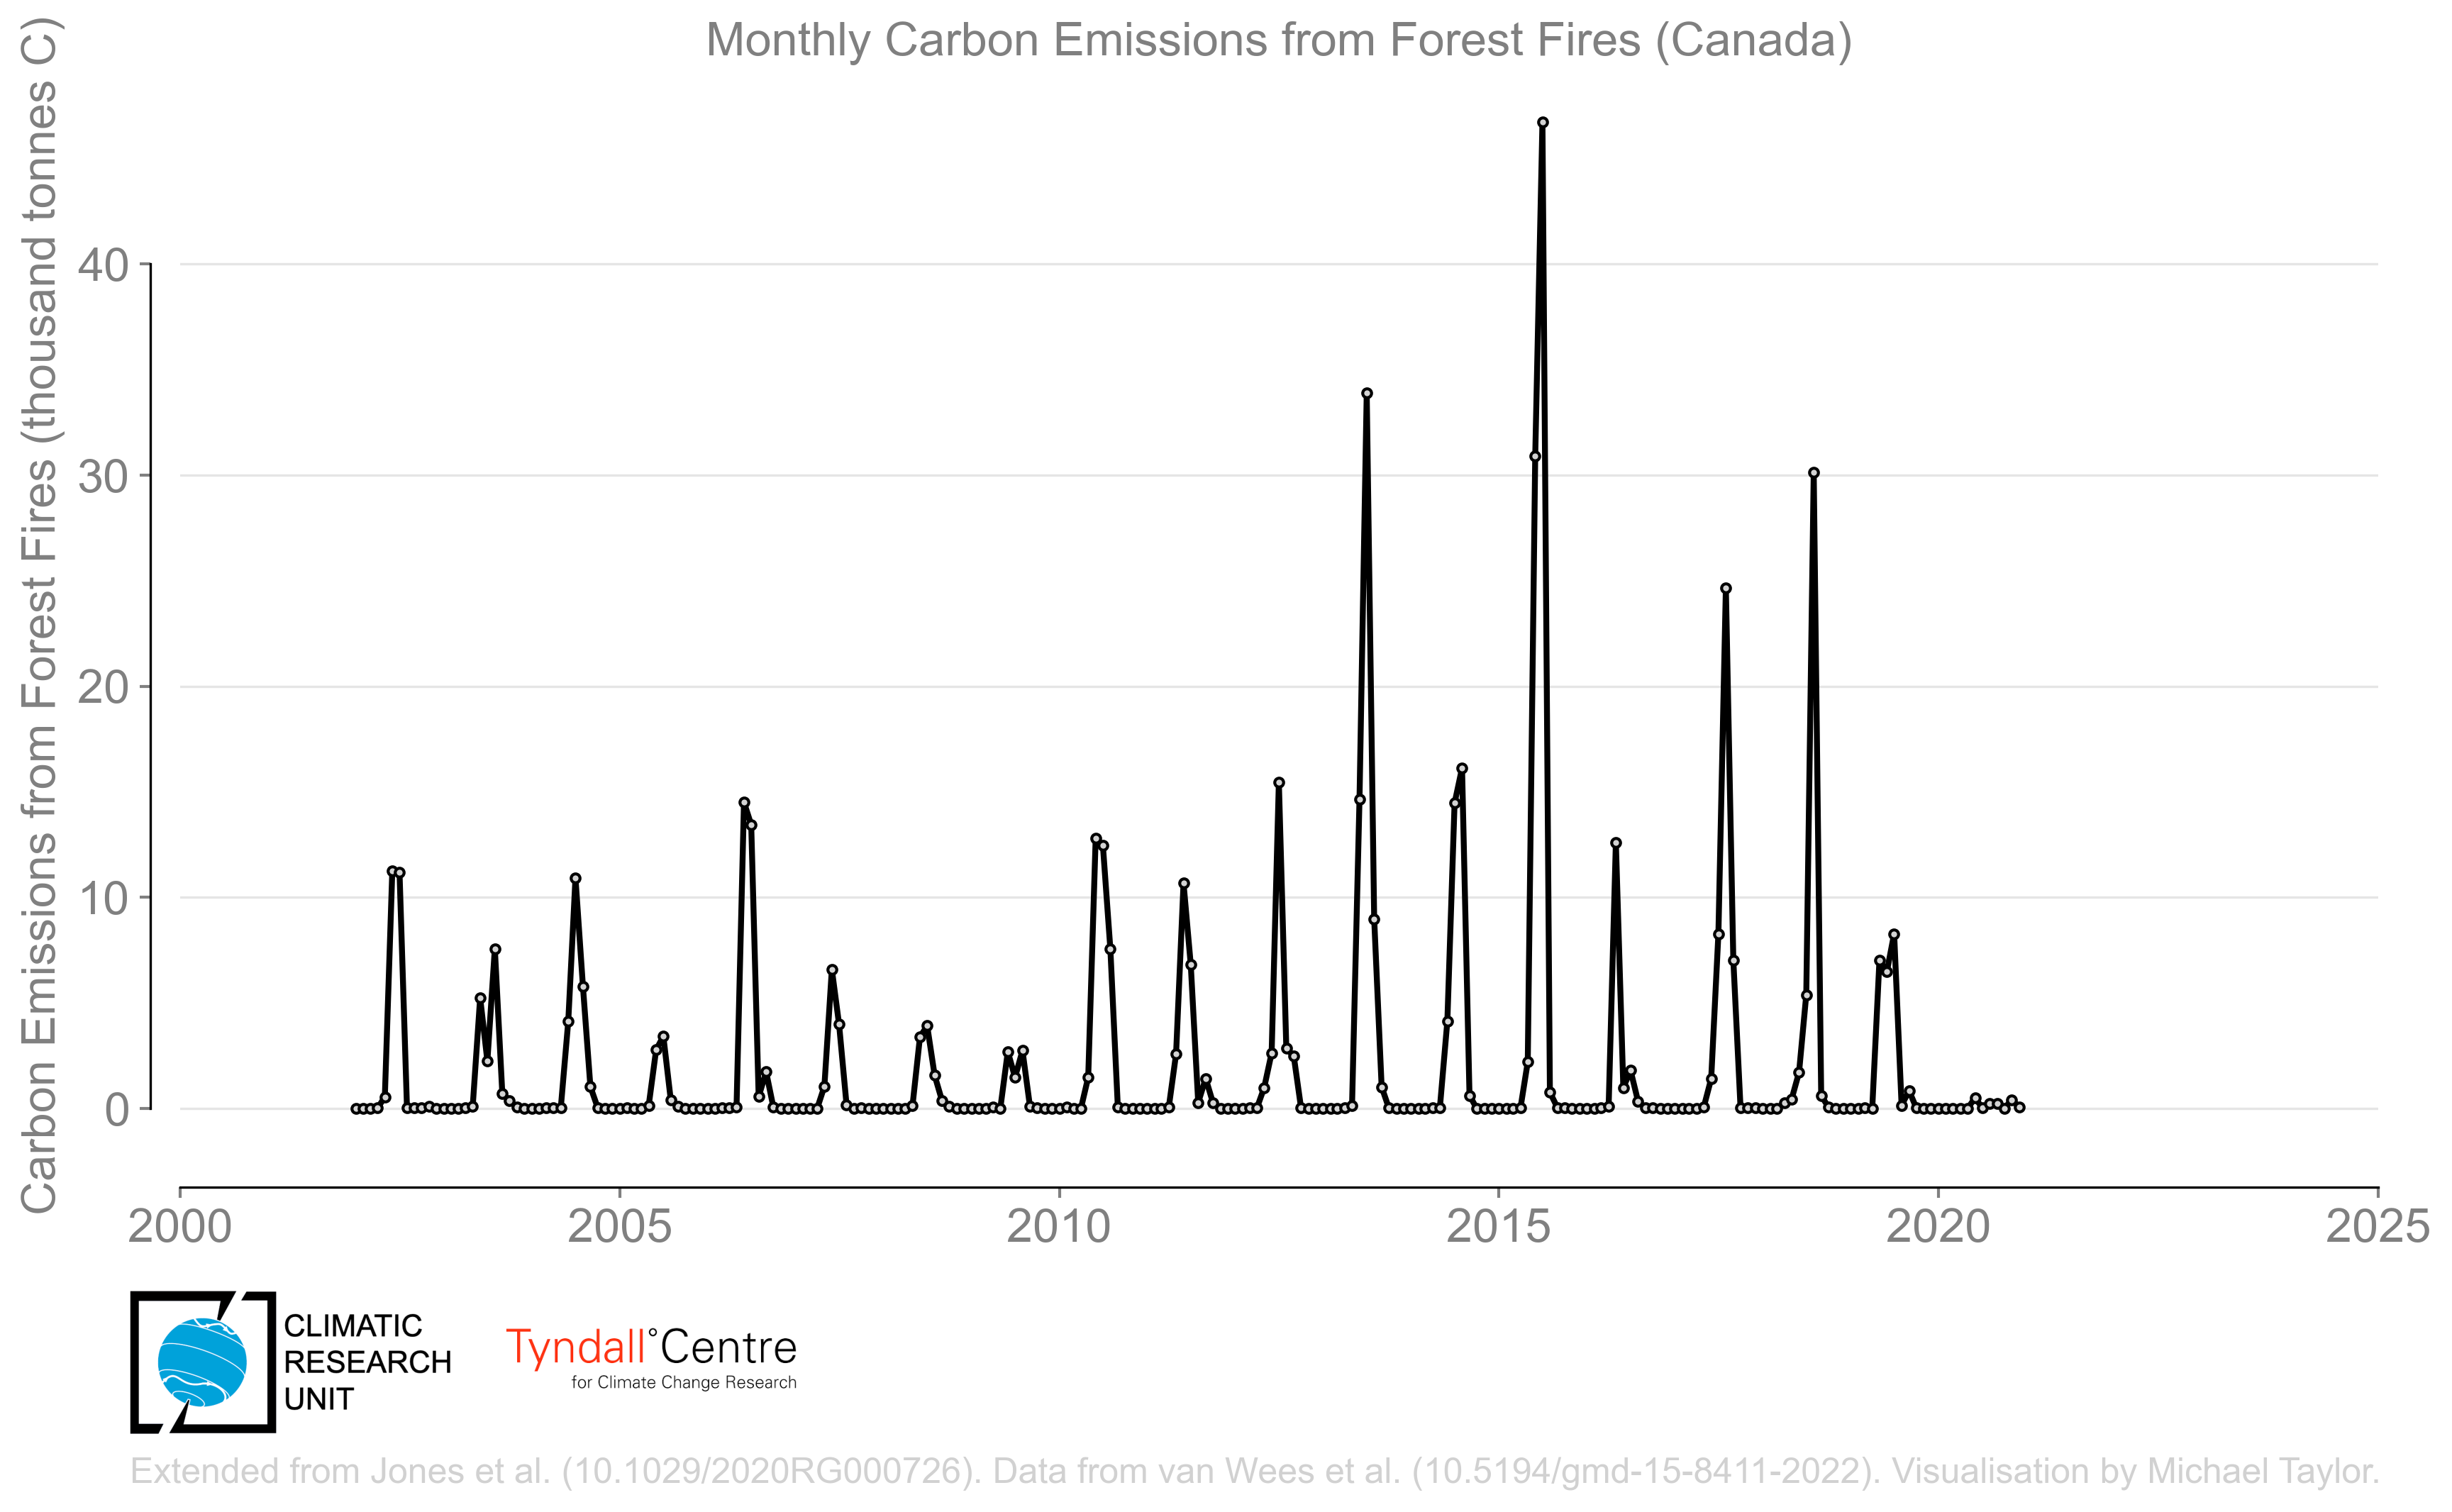 Monthly Carbon Emissions from Forest Fires (Canada)
Carbon Emissions from Forest Fires (thousand tonnes C)
40
30
20
10
0
2000 2005 2010 2015 2020 2025
CLIMATIC
RESEARCH
UNIT
Tyndall°Centre
for Climate Change Research
Extended from Jones et al. (10.1029/2020RG000726). Data from van Wees et al. (10.5194/gmd-15-8411-2022). Visualisation by Michael Taylor.